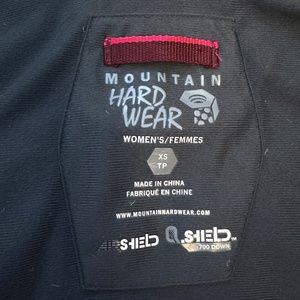 MOUNTAIN
HARD
WEAR
WOMEN'S/FEMMES
XS
TP
MADE IN CHINA
FABRIQUÉ EN CHINE
WWW.MOUNTAINHARDWEAR.COM
AIRSHIELD Q.SHIELD™
700 DOWN